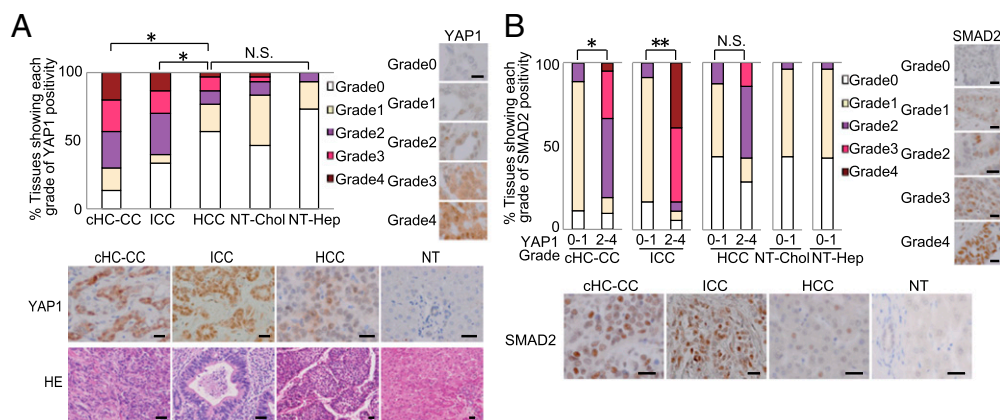 A
% Tissues showing each
grade of YAP1 positivity
100
50
0
*
*
N.S.
cHC-CC ICC HCC NT-Chol NT-Hep
Grade0
Grade1
Grade2
Grade3
Grade4
YAP1
Grade0
Grade1
Grade2
Grade3
Grade4
cHC-CC ICC HCC NT
YAP1
HE
B
% Tissues showing each
grade of SMAD2 positivity
100
50
0
*
**
N.S.
YAP1 0-1 2-4 0-1 2-4 0-1 2-4 0-1 0-1
Grade cHC-CC ICC HCC NT-Chol NT-Hep
Grade0
Grade1
Grade2
Grade3
Grade4
SMAD2
Grade0
Grade1
Grade2
Grade3
Grade4
cHC-CC ICC HCC NT
SMAD2